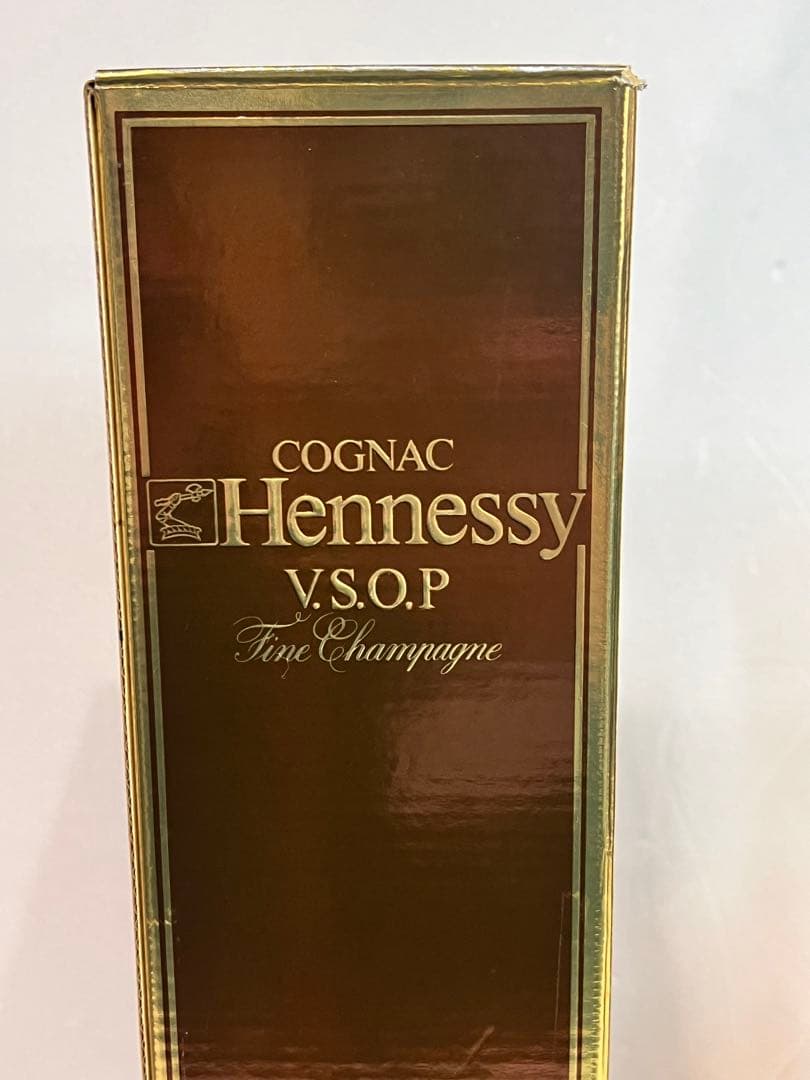 COGNAC
Hennessy
V.S.O.P
Fine Champagne